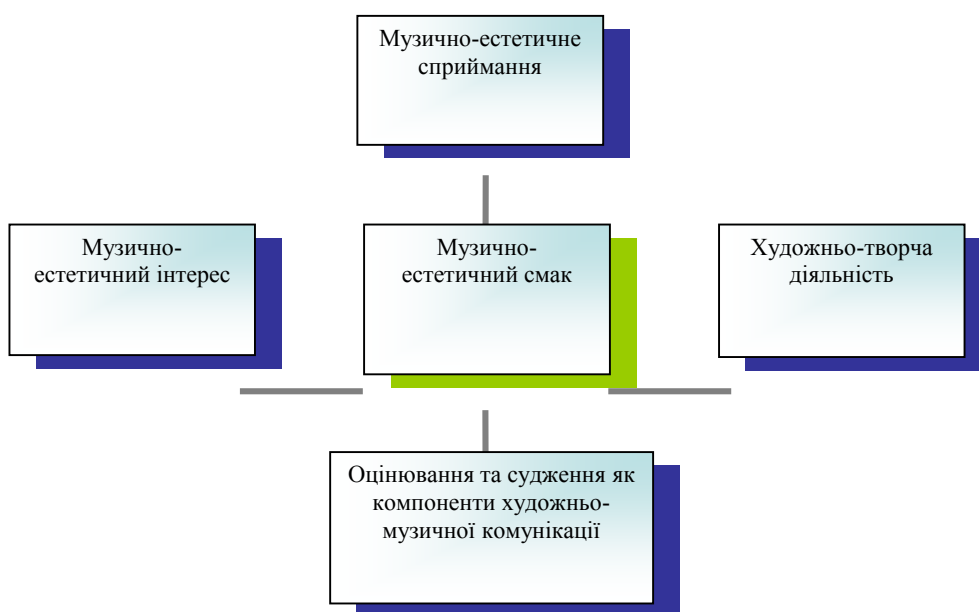 Музично-естетичне
сприймання
Музично-
естетичний інтерес
Музично-
естетичний смак
Художньо-творча
діяльність
Оцінювання та судження як
компоненти художньо-
музичної комунікації